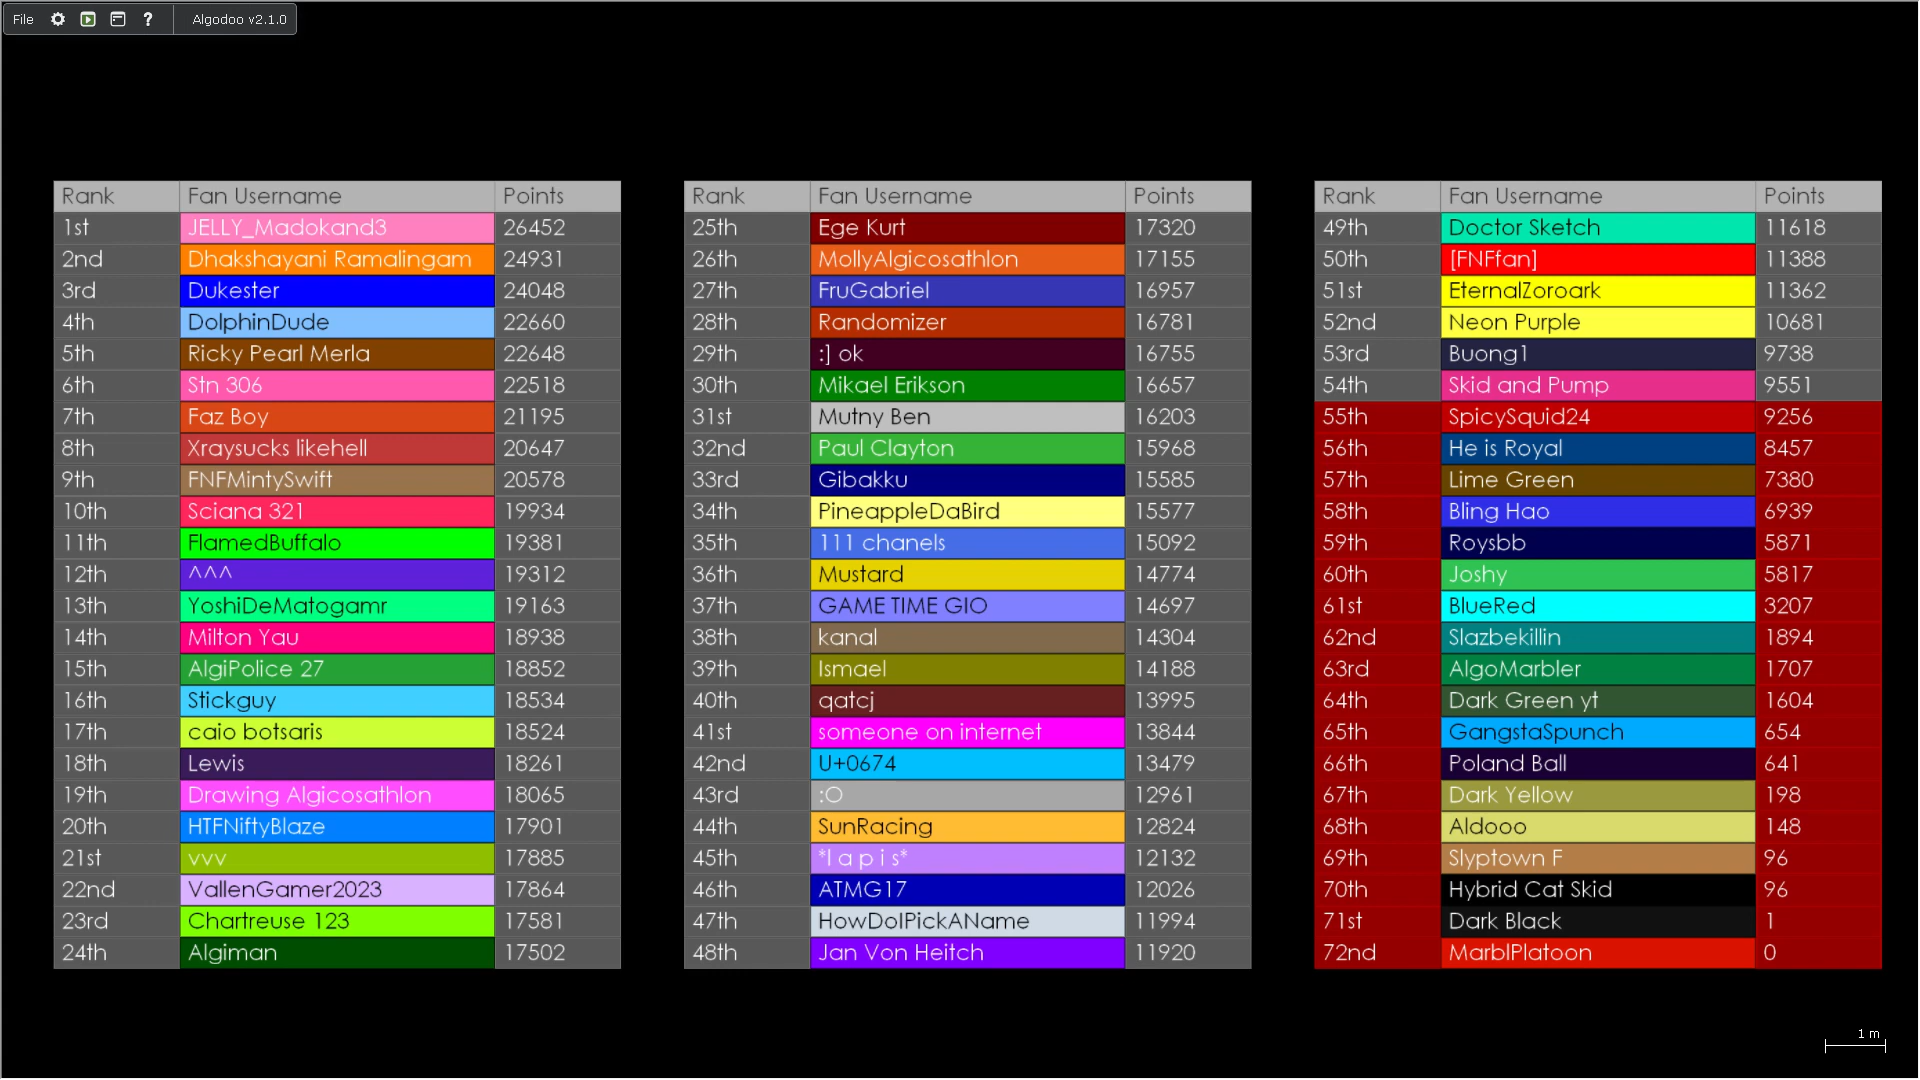 File ? Algodoo v2.1.0
Rank Fan Username Points
1st JELLY_Madokand3 26452
2nd Dhakshayani Ramalingam 24931
3rd Dukester 24048
4th DolphinDude 22660
5th Ricky Pearl Merla 22648
6th Stn 306 22518
7th Faz Boy 21195
8th Xraysucks likehell 20647
9th FNFMintySwift 20578
10th Sciana 321 19934
11th FlamedBuffalo 19381
12th ^^^ 19312
13th YoshiDeMatogamr 19163
14th Milton Yau 18938
15th AlgiPolice 27 18852
16th Stickguy 18534
17th caio botsaris 18524
18th Lewis 18261
19th Drawing Algicosathlon 18065
20th HTFNiftyBlaze 17901
21st vvv 17885
22nd VallenGamer2023 17864
23rd Chartreuse 123 17581
24th Algiman 17502
Rank Fan Username Points
25th Ege Kurt 17320
26th MollyAlgicosathlon 17155
27th FruGabriel 16957
28th Randomizer 16781
29th :] ok 16755
30th Mikael Erikson 16657
31st Mutny Ben 16203
32nd Paul Clayton 15968
33rd Gibakku 15585
34th PineappleDaBird 15577
35th 111 chanels 15092
36th Mustard 14774
37th GAME TIME GIO 14697
38th kanal 14304
39th Ismael 14188
40th qatcj 13995
41st someone on internet 13844
42nd U+0674 13479
43rd :O 12961
44th SunRacing 12824
45th *l a p i s* 12132
46th ATMG17 12026
47th HowDoIPickAName 11994
48th Jan Von Heitch 11920
Rank Fan Username Points
49th Doctor Sketch 11618
50th [FNFfan] 11388
51st EternalZoroark 11362
52nd Neon Purple 10681
53rd Buong1 9738
54th Skid and Pump 9551
55th SpicySquid24 9256
56th He is Royal 8457
57th Lime Green 7380
58th Bling Hao 6939
59th Roysbb 5871
60th Joshy 5817
61st BlueRed 3207
62nd Slazbekillin 1894
63rd AlgoMarbler 1707
64th Dark Green yt 1604
65th GangstaSpunch 654
66th Poland Ball 641
67th Dark Yellow 198
68th Aldooo 148
69th Slyptown F 96
70th Hybrid Cat Skid 96
71st Dark Black 1
72nd MarblPlatoon 0
1 m